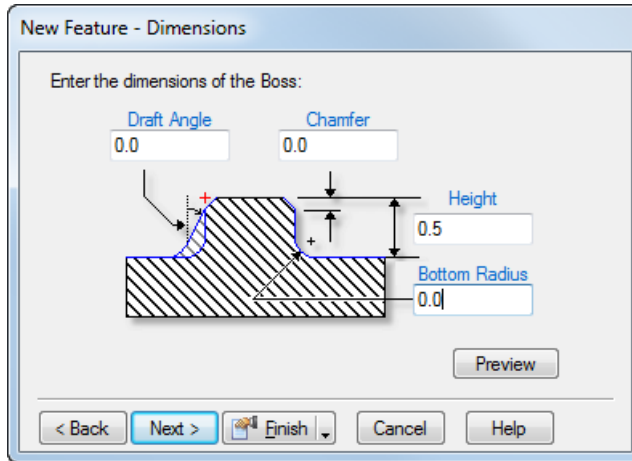 New Feature - Dimensions
Enter the dimensions of the Boss:
Draft Angle
Chamfer
0.0
0.0
Height
0.5
Bottom Radius
0.0
Preview
< Back
Next >
Finish
Cancel
Help